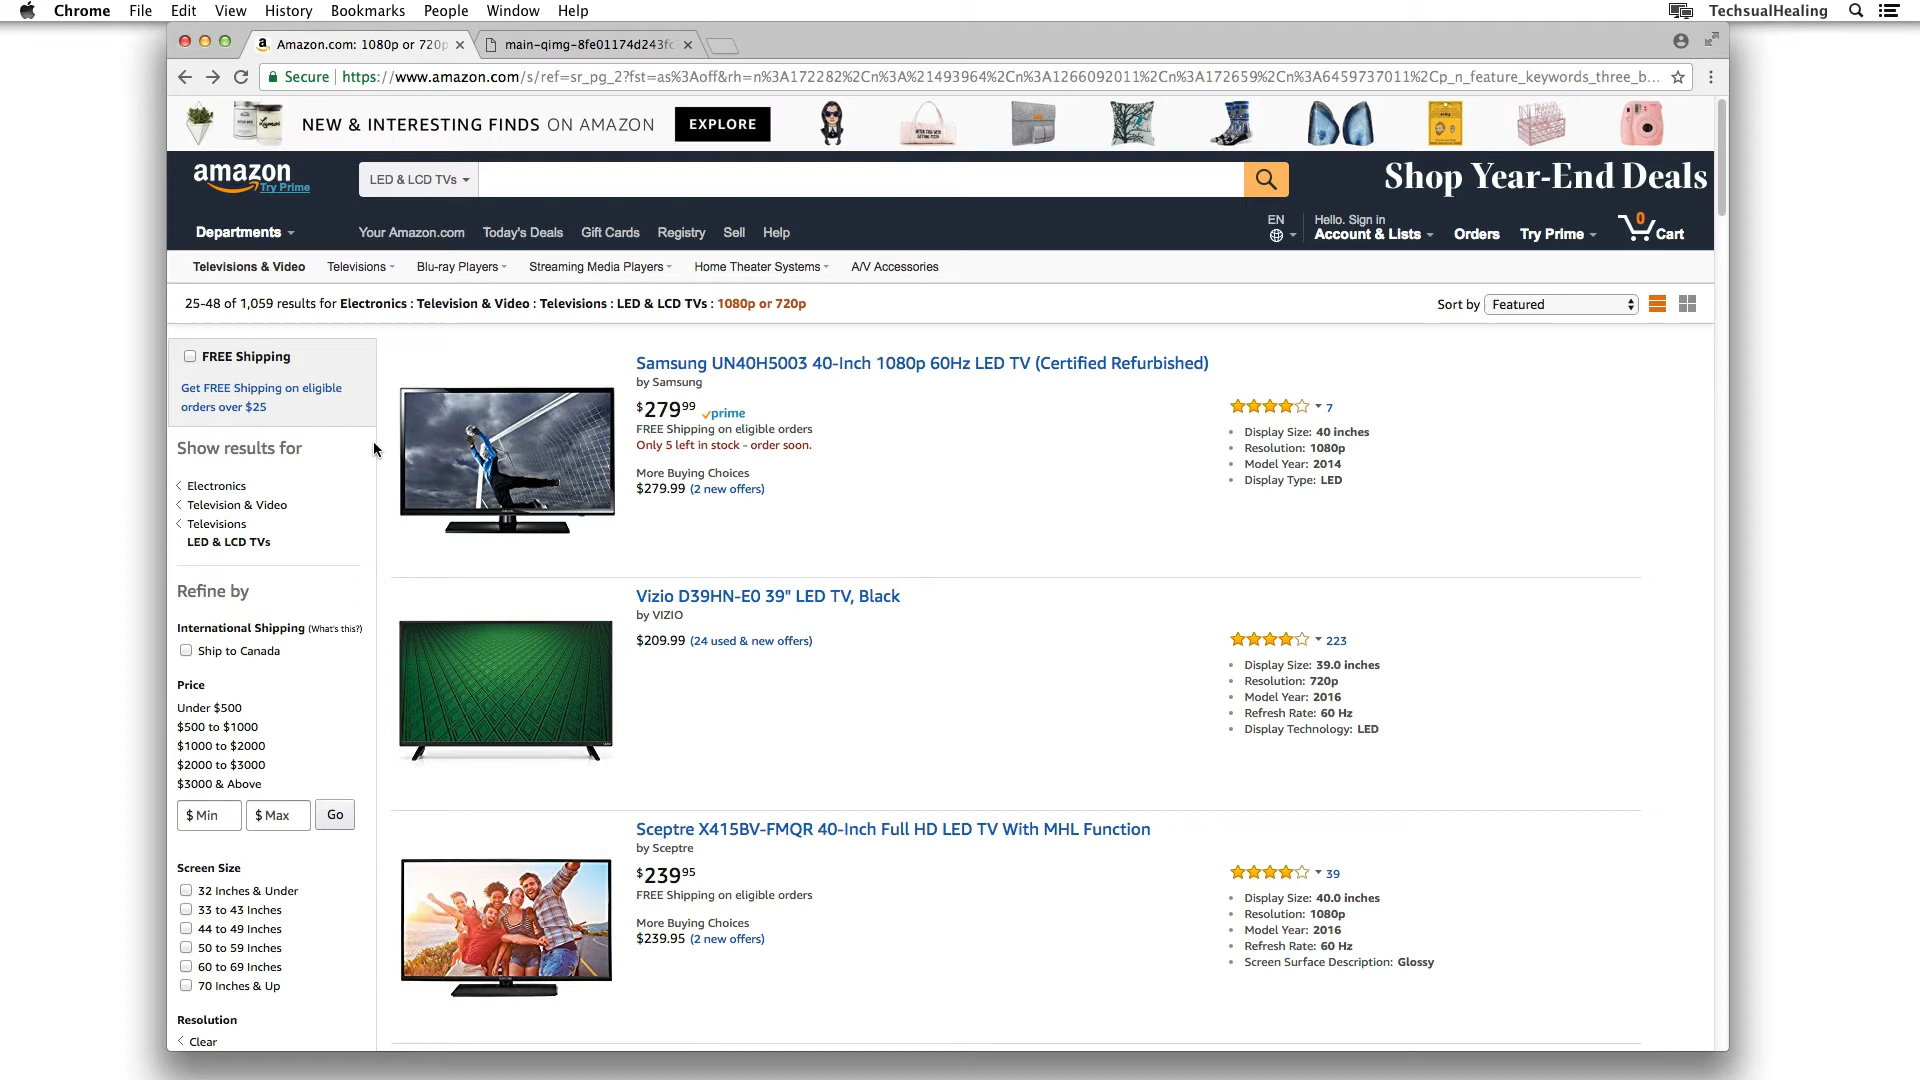 Chrome File Edit View History Bookmarks People Window Help TechsualHealing
Amazon.com: 1080p or 720p main-qimg-8fe01174d243fc
Secure https://www.amazon.com/s/ref=sr_pg_2?fst=as%3Aoff&rh=n%3A172282%2Cn%3A%21493964%2Cn%3A1266092011%2Cn%3A172659%2Cn%3A6459737011%2Cp_n_feature_keywords_three_b...
NEW & INTERESTING FINDS ON AMAZON EXPLORE
amazon Try Prime
LED & LCD TVs
Shop Year-End Deals
Departments Your Amazon.com Today's Deals Gift Cards Registry Sell Help
EN Hello. Sign in Account & Lists Orders Try Prime 0 Cart
Televisions & Video Televisions Blu-ray Players Streaming Media Players Home Theater Systems A/V Accessories
25-48 of 1,059 results for Electronics : Television & Video : Televisions : LED & LCD TVs : 1080p or 720p
Sort by Featured
FREE Shipping
Get FREE Shipping on eligible
orders over $25
Show results for
Electronics
Television & Video
Televisions
LED & LCD TVs
Refine by
International Shipping (What's this?)
Ship to Canada
Price
Under $500
$500 to $1000
$1000 to $2000
$2000 to $3000
$3000 & Above
$ Min $ Max Go
Screen Size
32 Inches & Under
33 to 43 Inches
44 to 49 Inches
50 to 59 Inches
60 to 69 Inches
70 Inches & Up
Resolution
Clear
Samsung UN40H5003 40-Inch 1080p 60Hz LED TV (Certified Refurbished)
by Samsung
$279 99 prime
FREE Shipping on eligible orders
Only 5 left in stock - order soon.
More Buying Choices
$279.99 (2 new offers)
7
Display Size: 40 inches
Resolution: 1080p
Model Year: 2014
Display Type: LED
Vizio D39HN-E0 39" LED TV, Black
by VIZIO
$209.99 (24 used & new offers)
223
Display Size: 39.0 inches
Resolution: 720p
Model Year: 2016
Refresh Rate: 60 Hz
Display Technology: LED
Sceptre X415BV-FMQR 40-Inch Full HD LED TV With MHL Function
by Sceptre
$239 95
FREE Shipping on eligible orders
More Buying Choices
$239.95 (2 new offers)
39
Display Size: 40.0 inches
Resolution: 1080p
Model Year: 2016
Refresh Rate: 60 Hz
Screen Surface Description: Glossy